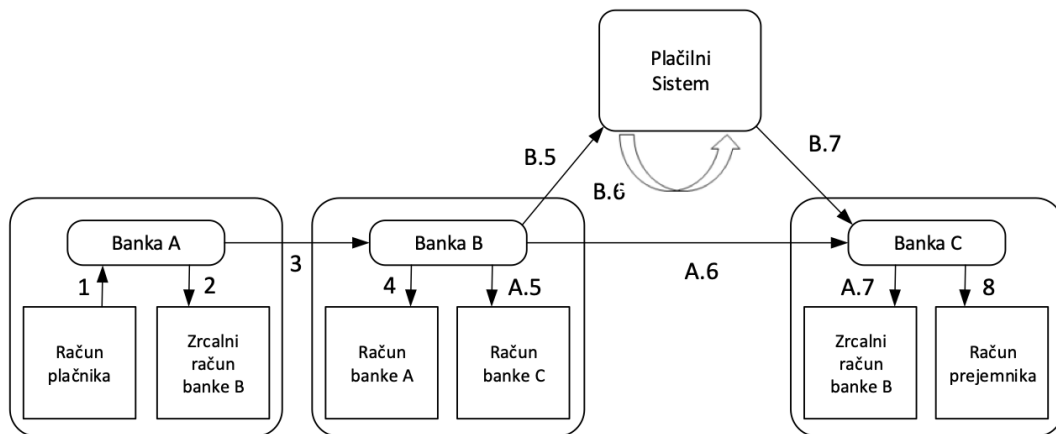 Plačilni
Sistem
B.5
B.7
B.6
Banka A
3
Banka B
A.6
Banka C
1
2
4
A.5
A.7
8
Račun
plačnika
Zrcalni
račun
banke B
Račun
banke A
Račun
banke C
Zrcalni
račun
banke B
Račun
prejemnika